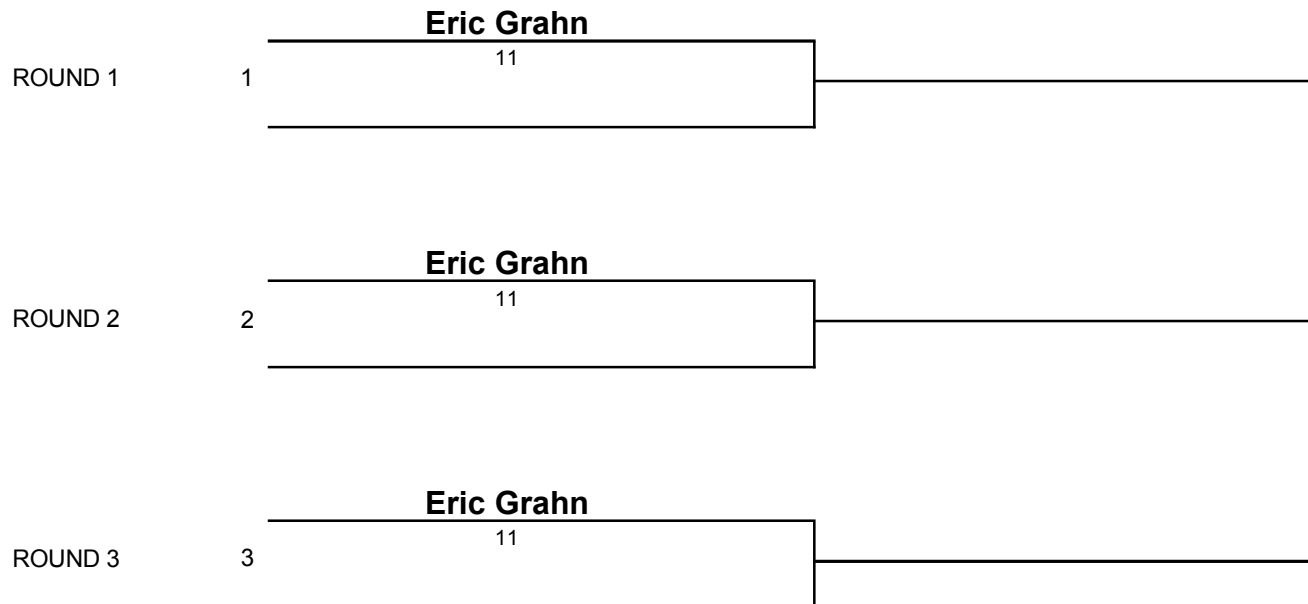 Eric Grahn
11
ROUND 1 1
Eric Grahn
11
ROUND 2 2
Eric Grahn
11
ROUND 3 3